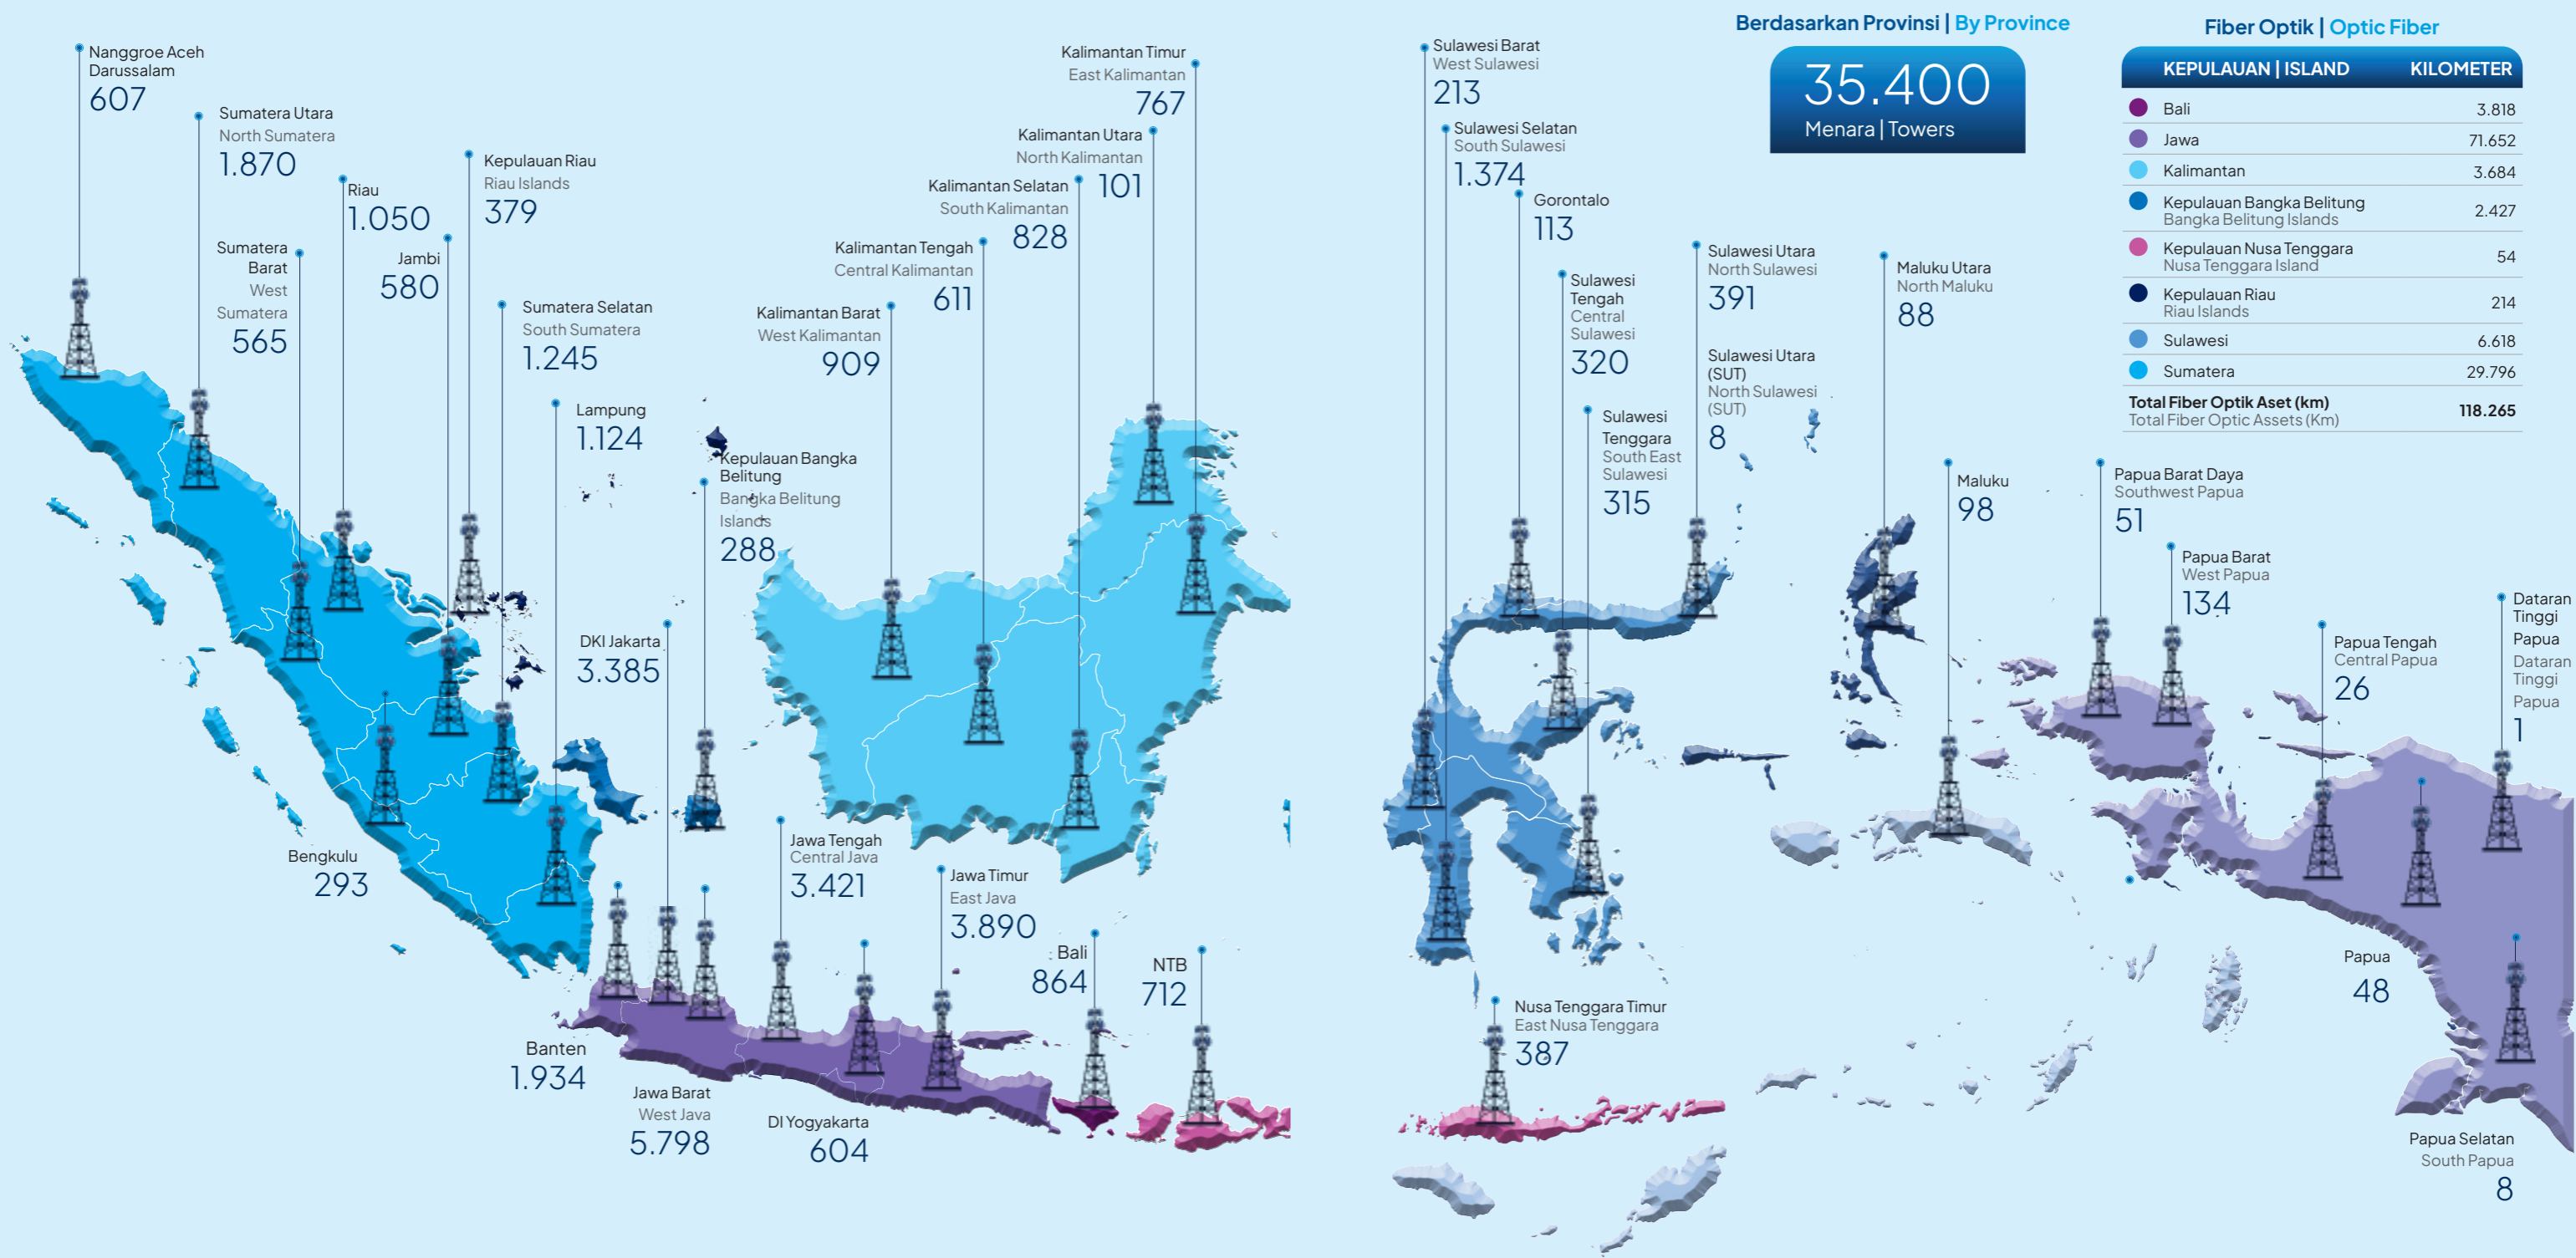 Nanggroe Aceh
Darussalam
607
Sumatera Utara
North Sumatera
1.870
Riau
1.050
Kepulauan Riau
Riau Islands
379
Sumatera
Barat
West
Sumatera
565
Jambi
580
Sumatera Selatan
South Sumatera
1.245
Lampung
1.124
Kepulauan Bangka
Belitung
Bangka Belitung
Islands
288
DKI Jakarta
3.385
Bengkulu
293
Banten
1.934
Jawa Barat
West Java
5.798
Jawa Tengah
Central Java
3.421
DI Yogyakarta
604
Jawa Timur
East Java
3.890
Bali
864
NTB
712
Kalimantan Timur
East Kalimantan
767
Kalimantan Utara
North Kalimantan
101
Kalimantan Selatan
South Kalimantan
828
Kalimantan Tengah
Central Kalimantan
611
Kalimantan Barat
West Kalimantan
909
Sulawesi Barat
West Sulawesi
213
Sulawesi Selatan
South Sulawesi
1.374
Gorontalo
113
Sulawesi
Tengah
Central
Sulawesi
320
Sulawesi
Tenggara
South East
Sulawesi
315
Sulawesi Utara
North Sulawesi
391
Sulawesi Utara
(SUT)
North Sulawesi
(SUT)
8
Maluku Utara
North Maluku
88
Maluku
98
Nusa Tenggara Timur
East Nusa Tenggara
387
Papua Barat Daya
Southwest Papua
51
Papua Barat
West Papua
134
Papua Tengah
Central Papua
26
Dataran
Tinggi
Papua
Dataran
Tinggi
Papua
1
Papua
48
Papua Selatan
South Papua
8
Berdasarkan Provinsi | By Province
35.400
Menara | Towers
Fiber Optik | Optic Fiber
KEPULAUAN | ISLAND KILOMETER
Bali 3.818
Jawa 71.652
Kalimantan 3.684
Kepulauan Bangka Belitung
Bangka Belitung Islands 2.427
Kepulauan Nusa Tenggara
Nusa Tenggara Island 54
Kepulauan Riau
Riau Islands 214
Sulawesi 6.618
Sumatera 29.796
Total Fiber Optik Aset (km)
Total Fiber Optic Assets (Km) 118.265